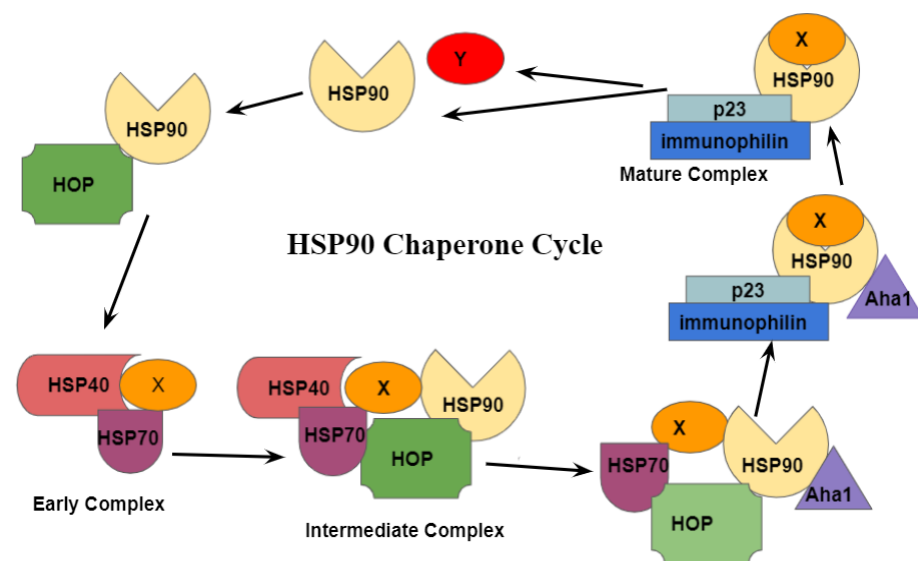 X
HSP90
Y
HSP90
p23
immunophilin
Mature Complex
HSP90
HOP
HSP90 Chaperone Cycle
X
HSP90
p23
immunophilin
Aha1
HSP40
X
HSP70
Early Complex
HSP40
X
HSP90
HSP70
HOP
Intermediate Complex
X
HSP70
HSP90
Aha1
HOP